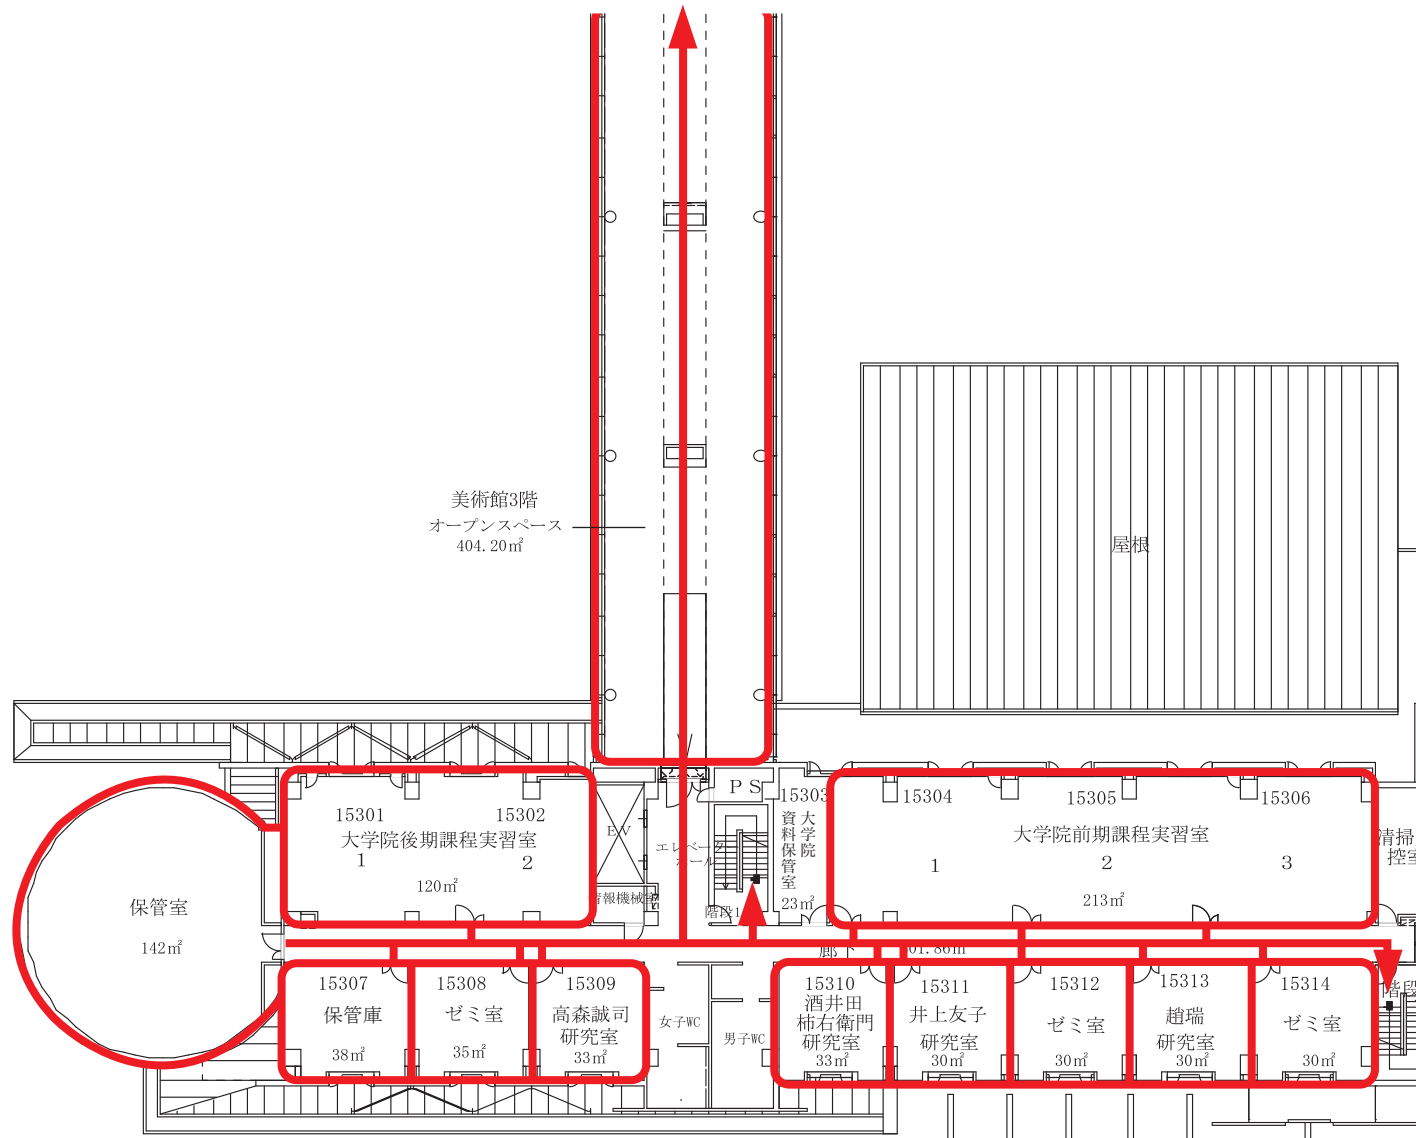 美術館3階
オープンスペース
404.20㎡
屋根
PS
15301
15302
大学院後期課程実習室
1
2
120㎡
EV
エレベータ
ホール
情報機械室
階段1
15303
大学院
資料保管室
23㎡
15304
15305
15306
大学院前期課程実習室
1
2
3
213㎡
清掃
控室
保管室
142㎡
廊下
01.86㎡
15307
保管庫
38㎡
15308
ゼミ室
35㎡
15309
高森誠司
研究室
33㎡
女子WC
男子WC
15310
酒井田
柿右衛門
研究室
33㎡
15311
井上友子
研究室
30㎡
15312
ゼミ室
30㎡
15313
趙瑞
研究室
30㎡
15314
ゼミ室
30㎡
階段